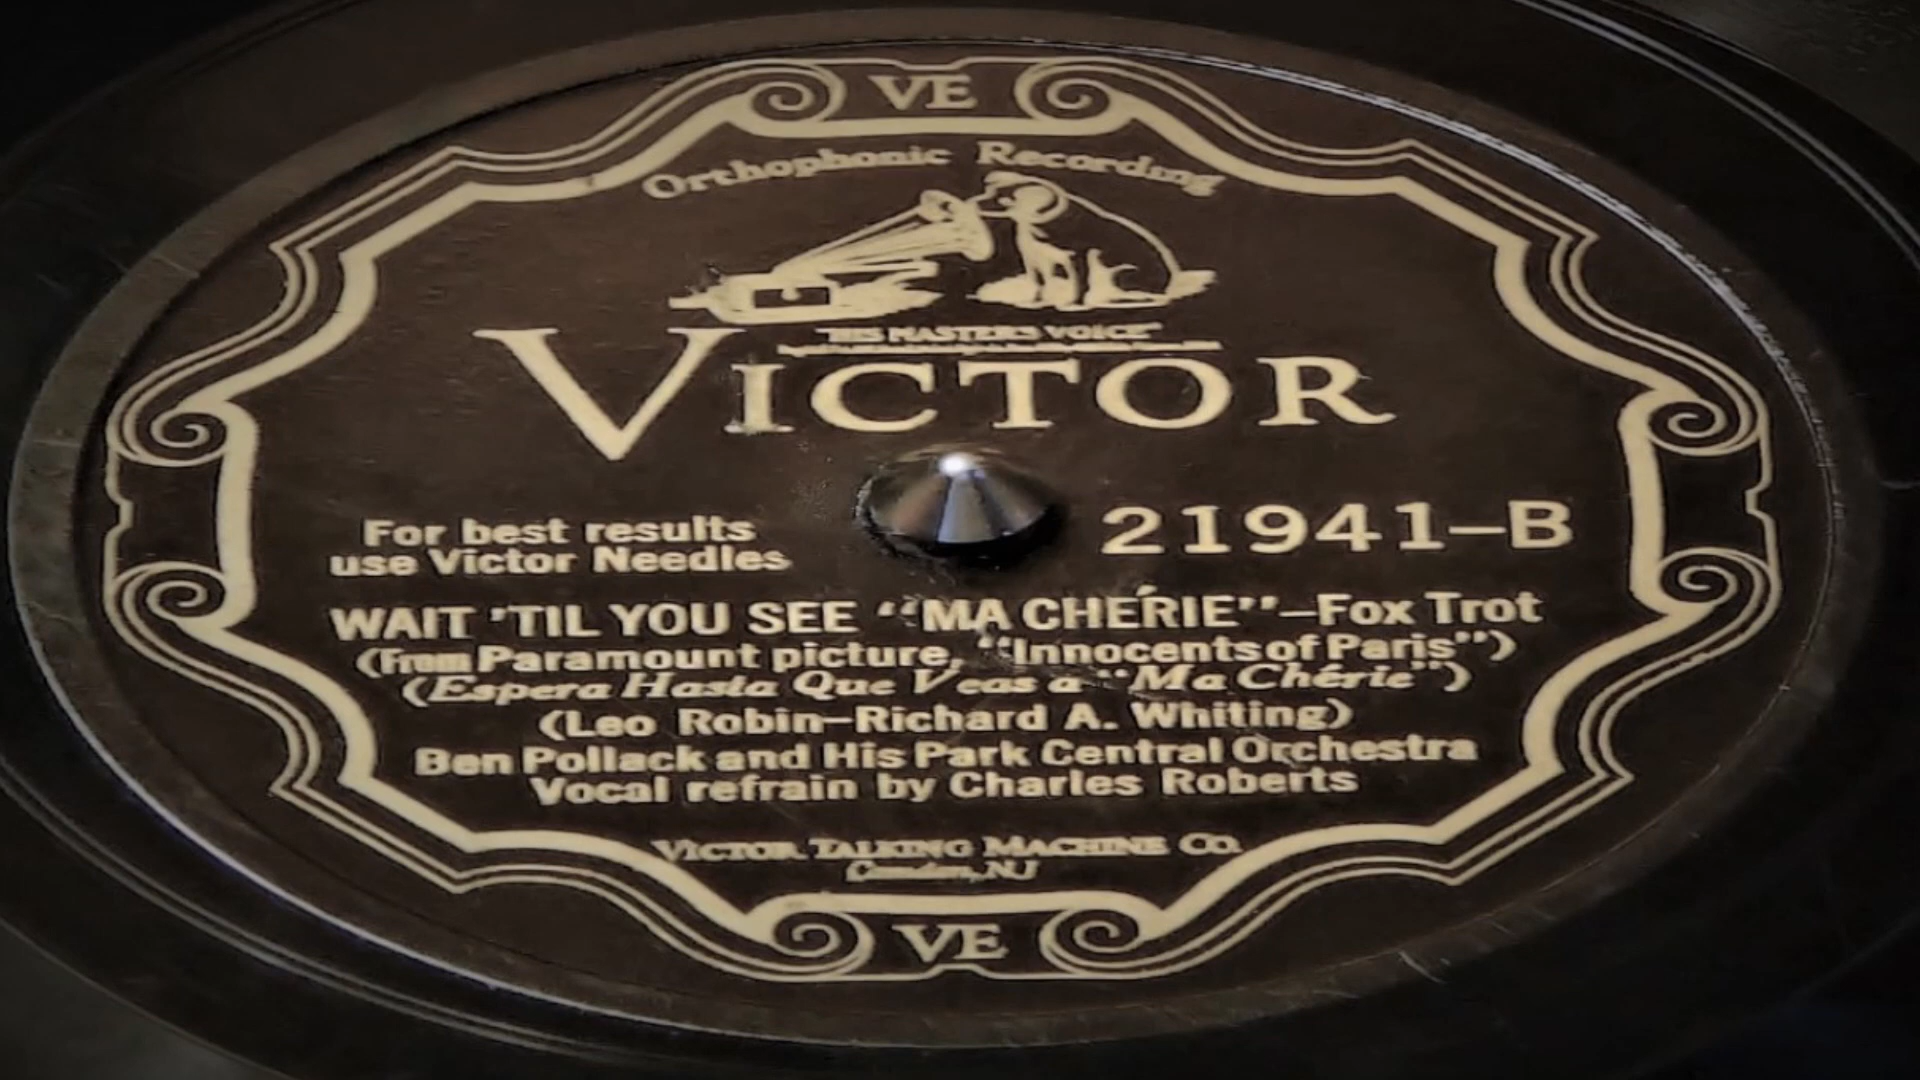 VE
Orthophonic Recording
"HIS MASTER'S VOICE"
VICTOR
For best results
use Victor Needles
21941-B
WAIT 'TIL YOU SEE "MA CHÉRIE"-Fox Trot
(From Paramount picture, "Innocents of Paris")
(Espera Hasta Que Veas a "Ma Chérie")
(Leo Robin-Richard A. Whiting)
Ben Pollack and His Park Central Orchestra
Vocal refrain by Charles Roberts
VICTOR TALKING MACHINE CO.
Camden, NJ
VE